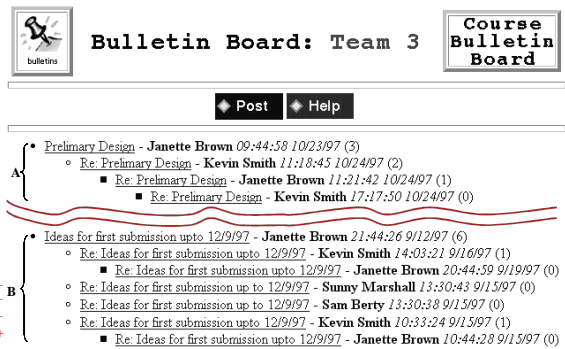 bulletins
Bulletin Board: Team 3
Course
Bulletin
Board
Post
Help
A
Prelimary Design - Janette Brown 09:44:58 10/23/97 (3)
Re: Prelimary Design - Kevin Smith 11:18:45 10/24/97 (2)
Re: Prelimary Design - Janette Brown 11:21:42 10/24/97 (1)
Re: Prelimary Design - Kevin Smith 17:17:50 10/24/97 (0)
B
Ideas for first submission upto 12/9/97 - Janette Brown 21:44:26 9/12/97 (6)
Re: Ideas for first submission upto 12/9/97 - Kevin Smith 14:03:21 9/16/97 (1)
Re: Ideas for first submission upto 12/9/97 - Janette Brown 20:44:59 9/19/97 (0)
Re: Ideas for first submission up to 12/9/97 - Sunny Marshall 13:30:43 9/15/97 (0)
Re: Ideas for first submission up to 12/9/97 - Sam Berty 13:30:38 9/15/97 (0)
Re: Ideas for first submission upto 12/9/97 - Kevin Smith 10:33:24 9/15/97 (1)
Re: Ideas for first submission upto 12/9/97 - Janette Brown 10:44:28 9/15/97 (0)